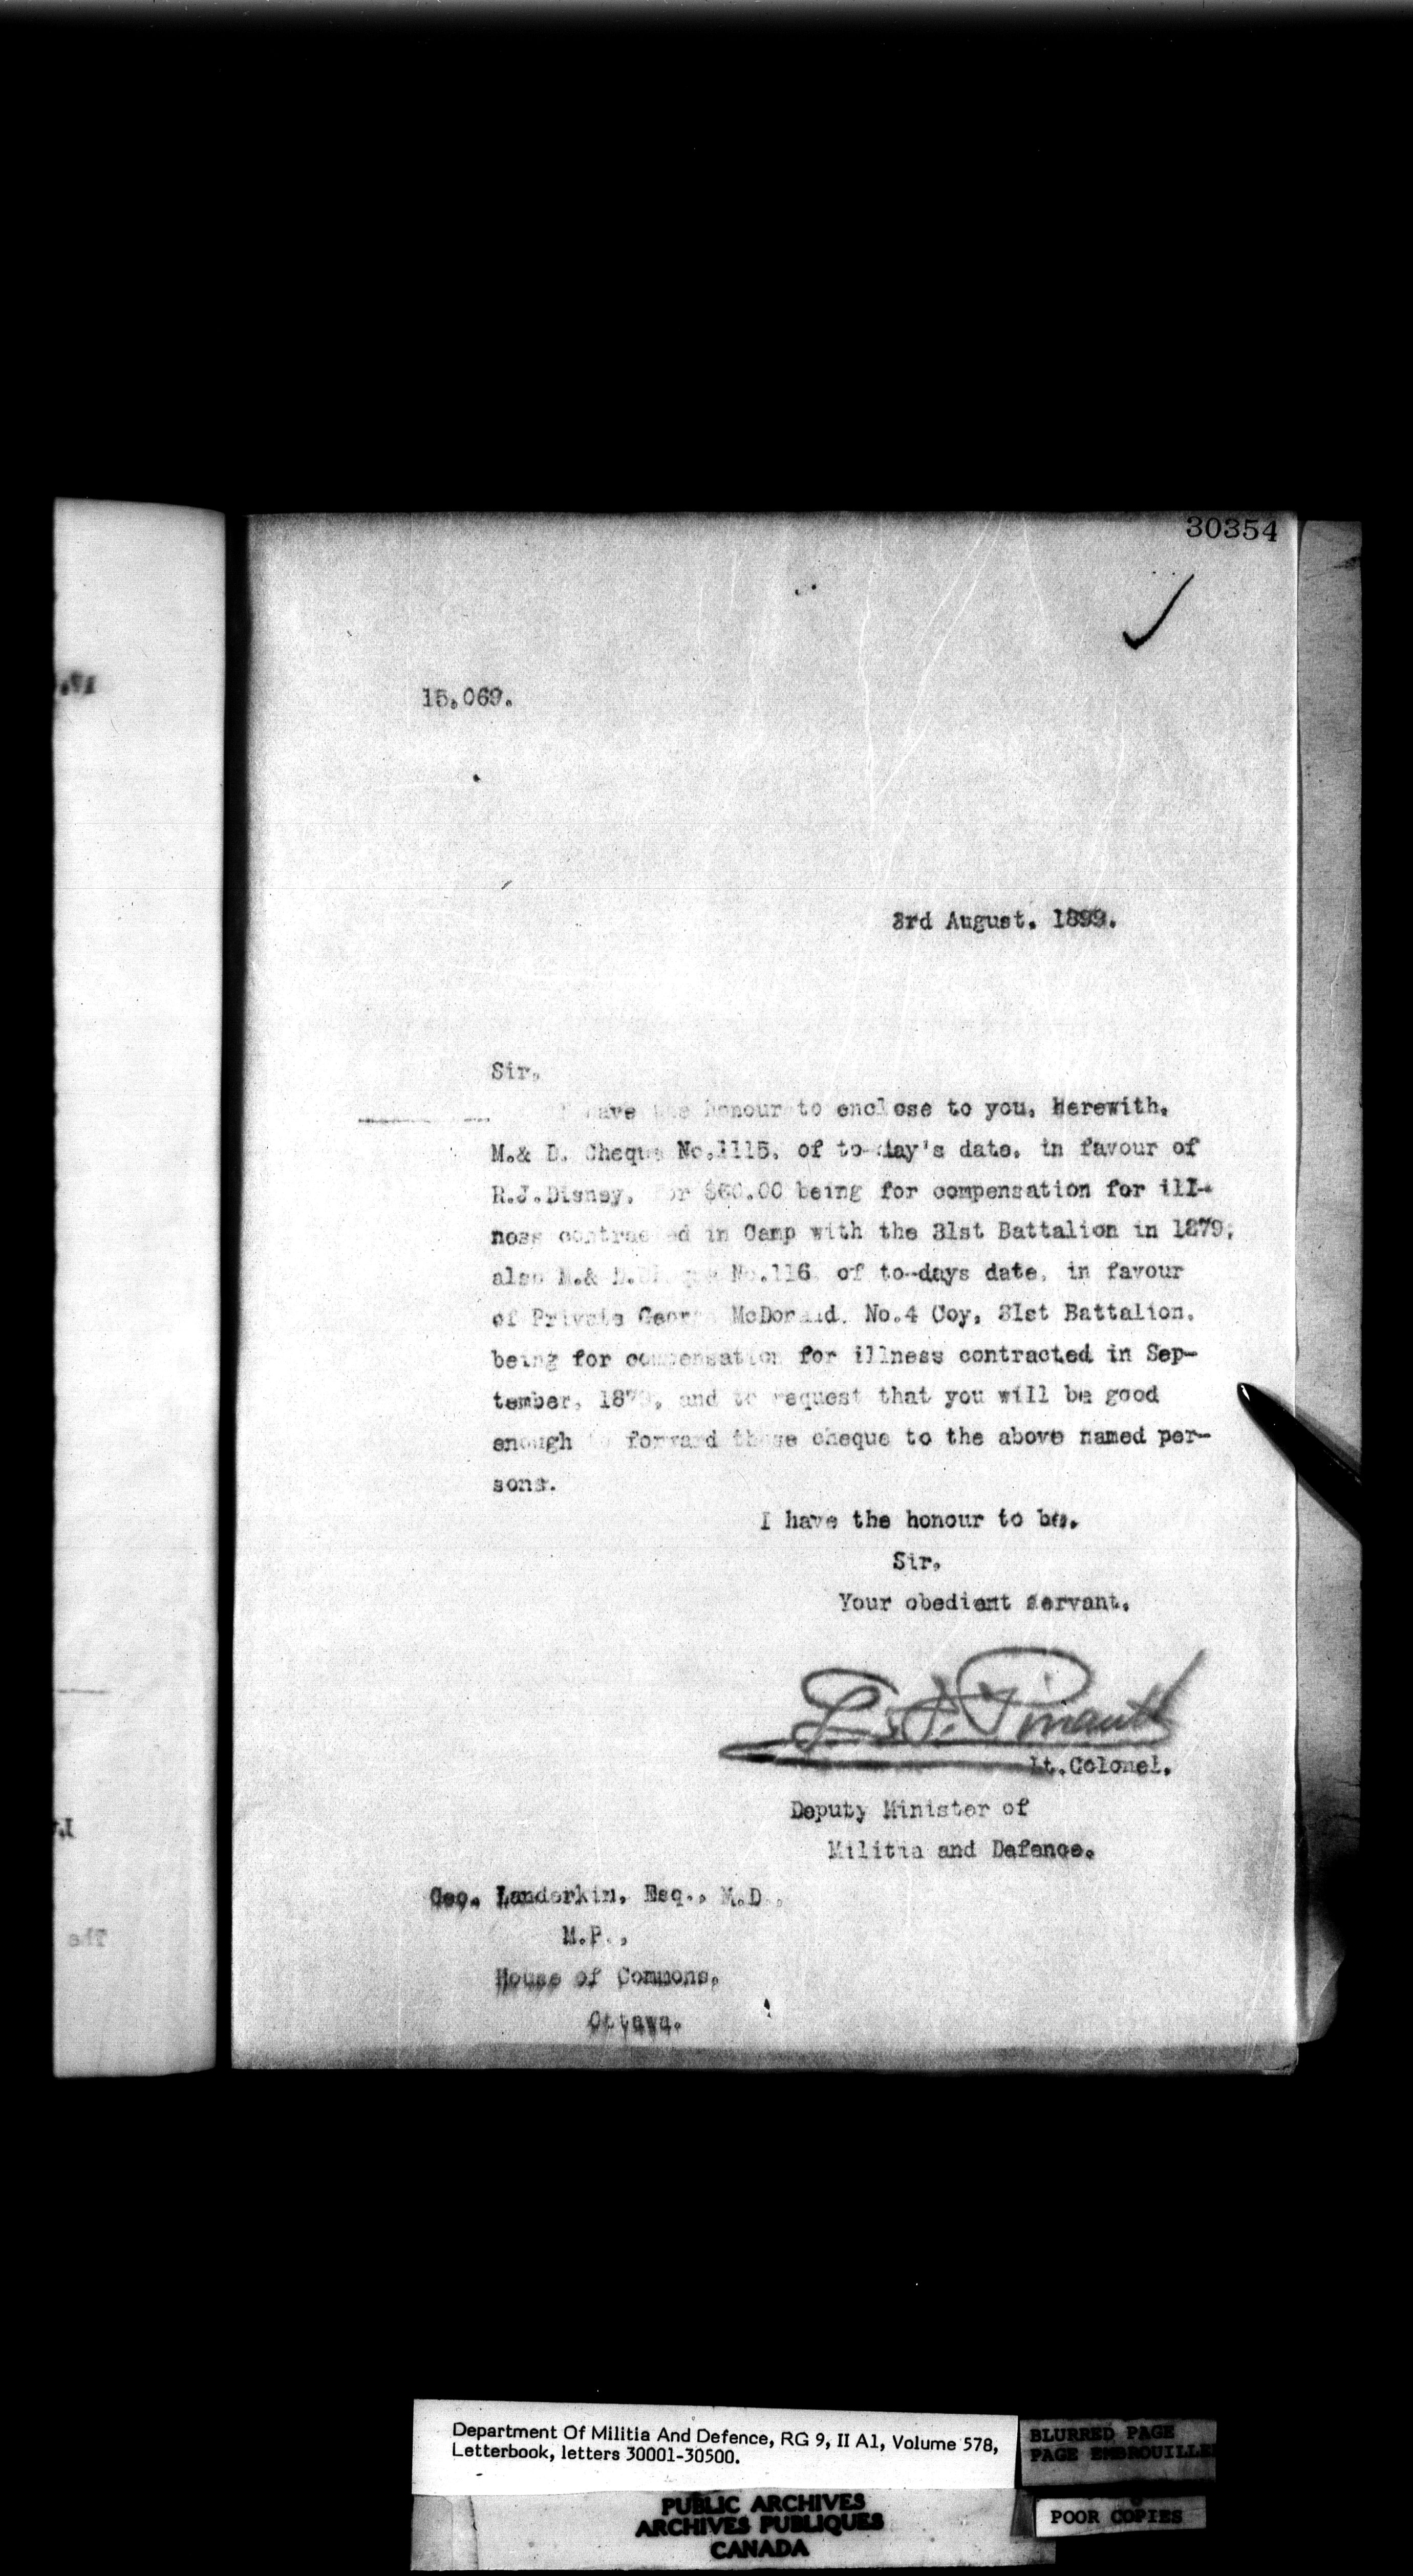 30354
15,069.
3rd August, 1899.
Sir,
have the honour to enclose to you, Herewith,
M.& D. Cheque No.1115, of to-day's date, in favour of
R.J.Disney, for $60.00 being for compensation for ill-
ness contracted in Camp with the 31st Battalion in 1879;
also M.& D. No.116, of to-days date, in favour
of Private George McDonald, No.4 Coy, 31st Battalion,
being for compensation for illness contracted in Sep-
tember, and to request that you will be good
enough to forward these cheque to the above named per-
sons.
I have the honour to be,
Sir,
Your obedient servant,
L. F. Pinault
Lt.Colonel,
Deputy Minister of
Militia and Defence.
Geo. Landerkin, Esq., M.D.,
M.P.,
House of Commons,
Ottawa.
The
Department Of Militia And Defence, RG 9, II A1, Volume 578,
Letterbook, letters 30001-30500.
BLURRED PAGE
PAGE EMBROUILLE
PUBLIC ARCHIVES
ARCHIVES PUBLIQUES
CANADA
POOR COPIES